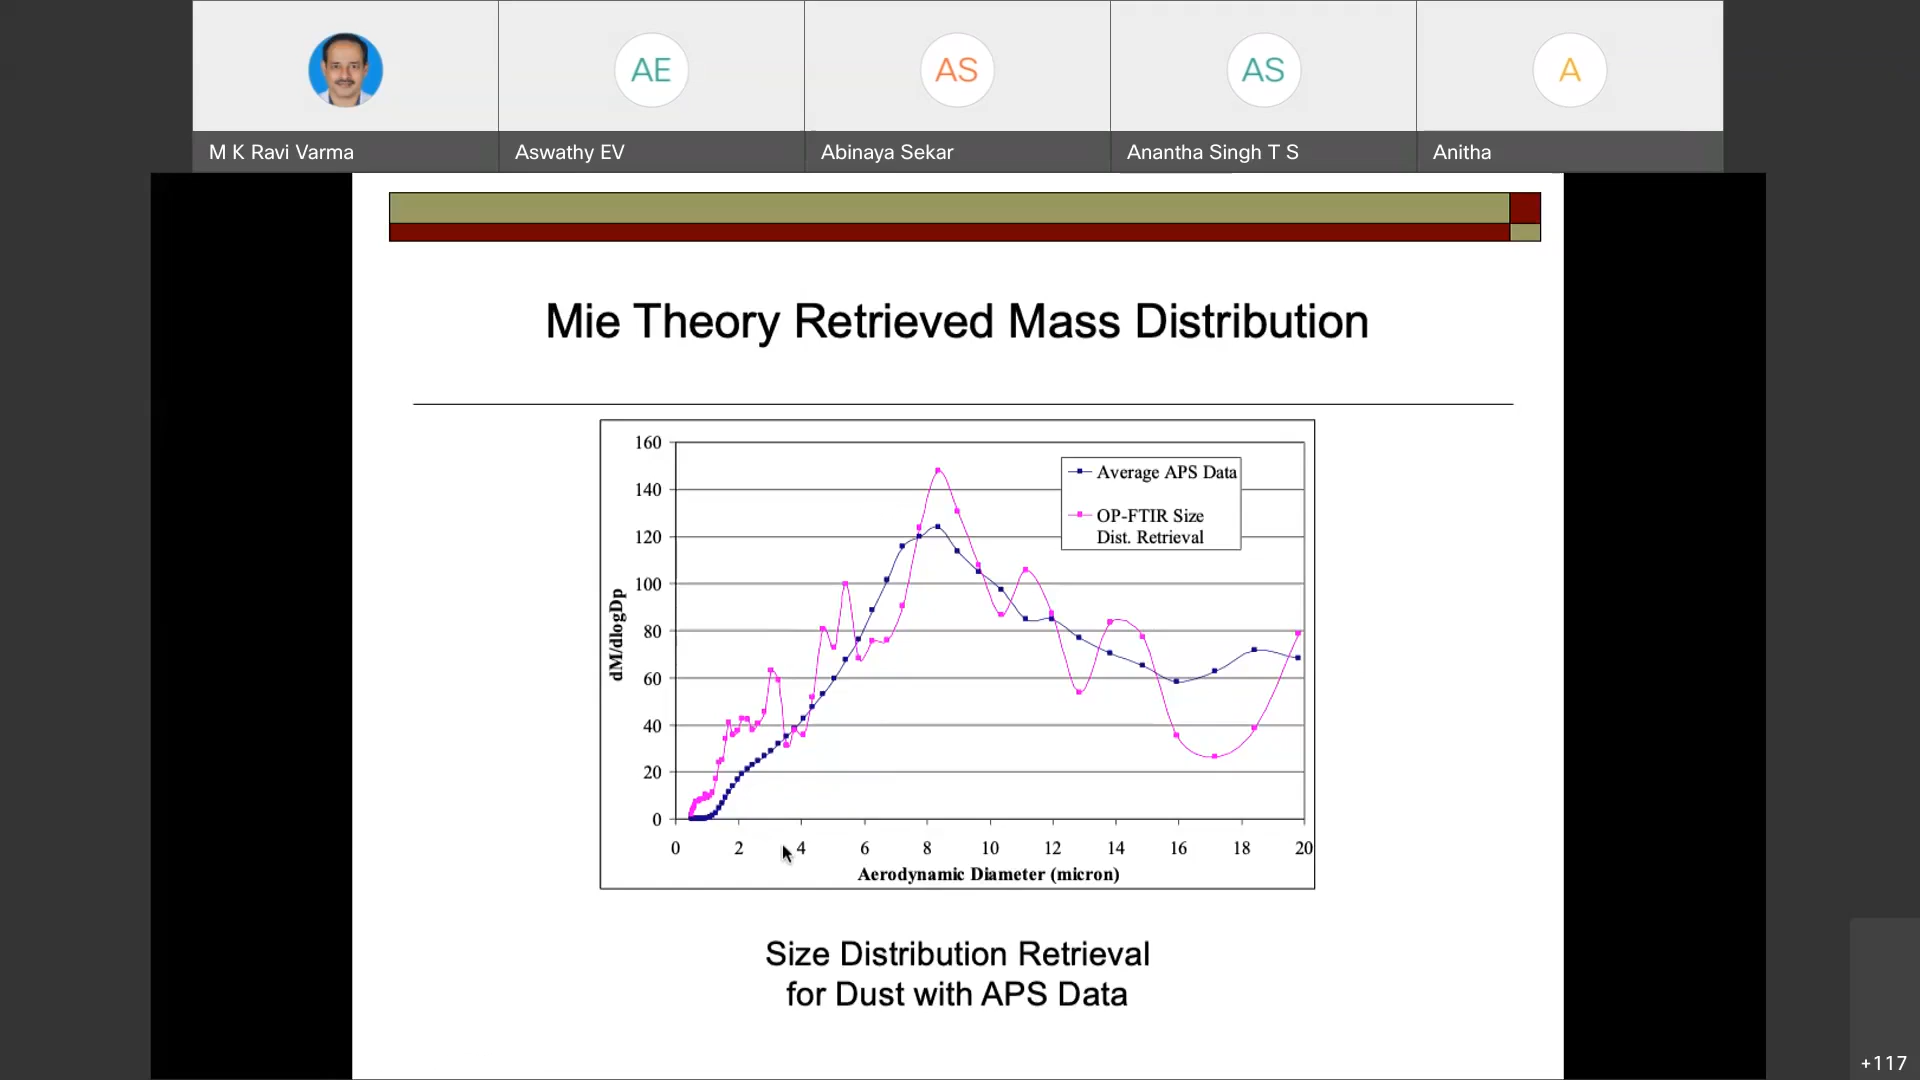 AE
AS
AS
A
M K Ravi Varma
Aswathy EV
Abinaya Sekar
Anantha Singh T S
Anitha
Mie Theory Retrieved Mass Distribution
160
140
120
100
80
60
40
20
0
dM/dlogDp
Average APS Data
OP-FTIR Size
Dist. Retrieval
0 2 4 6 8 10 12 14 16 18 20
Aerodynamic Diameter (micron)
Size Distribution Retrieval
for Dust with APS Data
+117